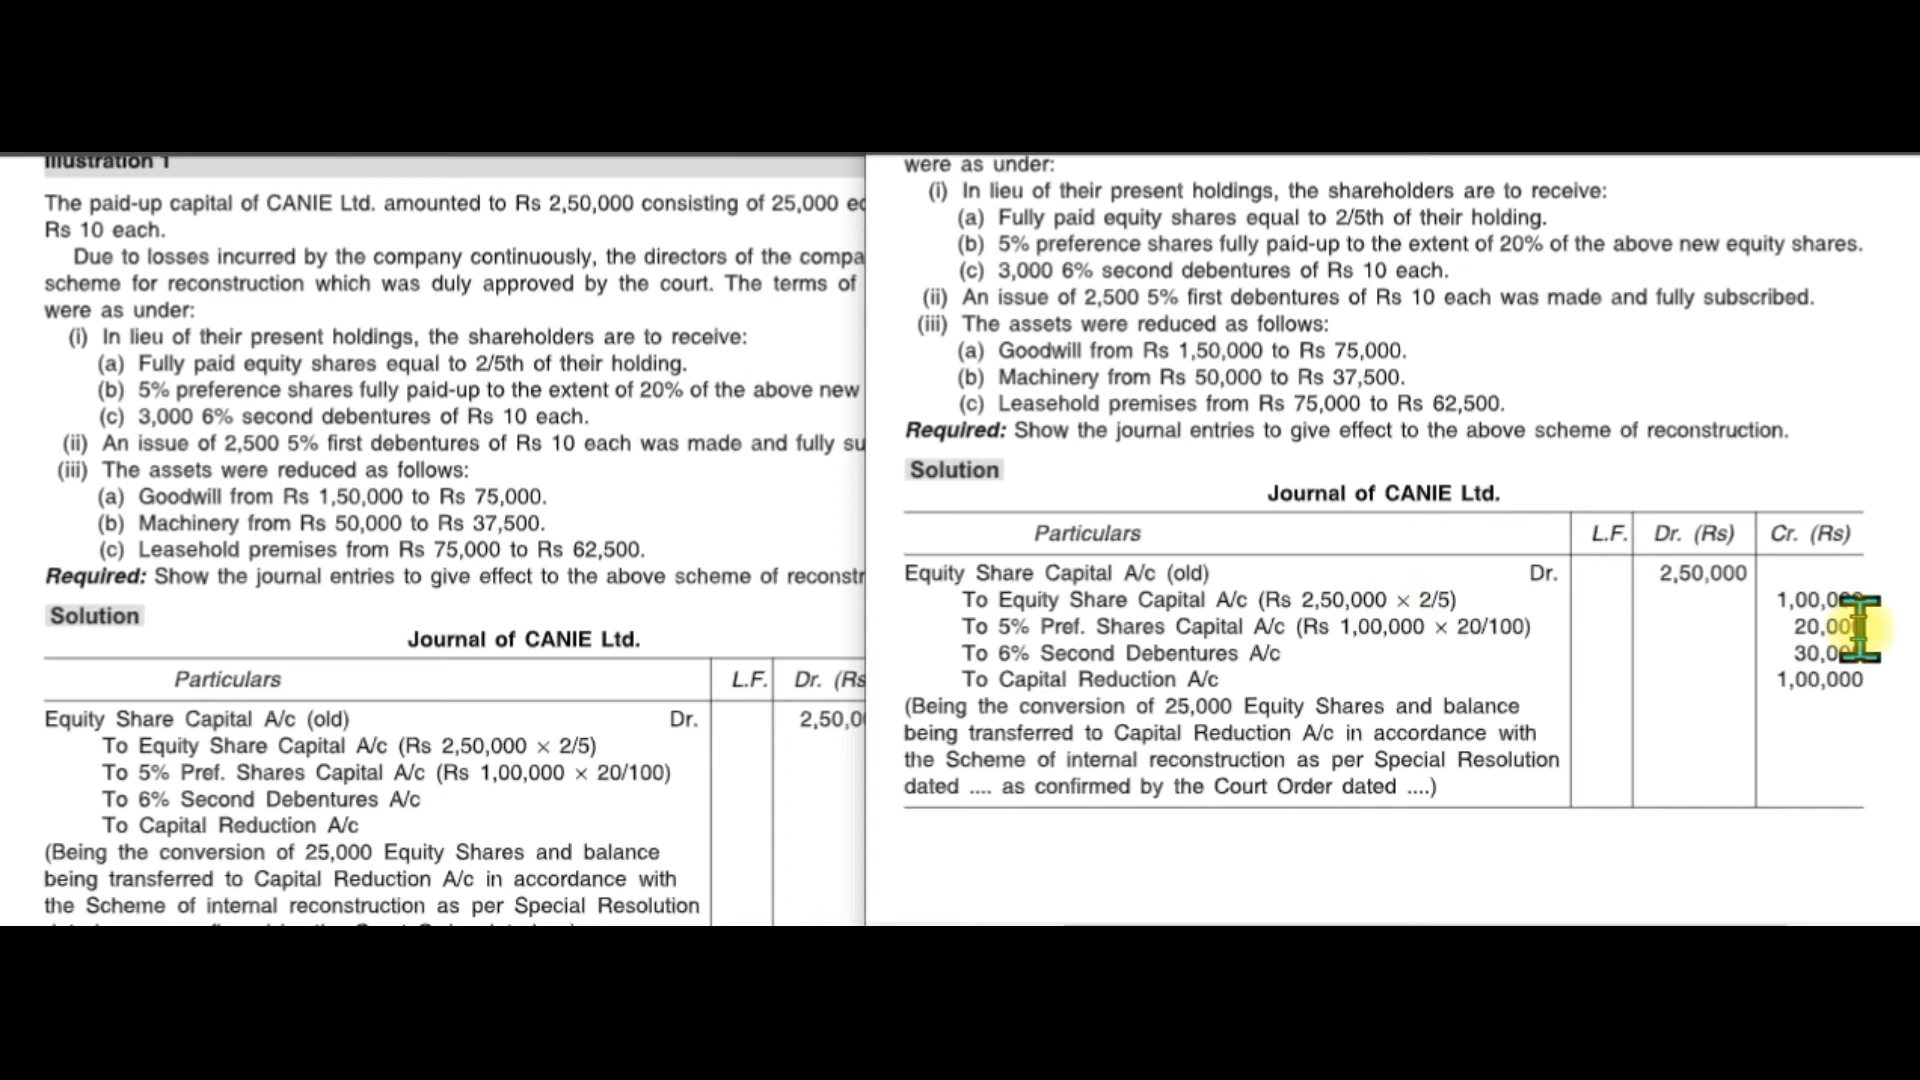 Illustration 1
The paid-up capital of CANIE Ltd. amounted to Rs 2,50,000 consisting of 25,000
Rs 10 each.
Due to losses incurred by the company continuously, the directors of the
scheme for reconstruction which was duly approved by the court. The terms of
were as under:
(i) In lieu of their present holdings, the shareholders are to receive:
(a) Fully paid equity shares equal to 2/5th of their holding.
(b) 5% preference shares fully paid-up to the extent of 20% of the above new
(c) 3,000 6% second debentures of Rs 10 each.
(ii) An issue of 2,500 5% first debentures of Rs 10 each was made and fully
(iii) The assets were reduced as follows:
(a) Goodwill from Rs 1,50,000 to Rs 75,000.
(b) Machinery from Rs 50,000 to Rs 37,500.
(c) Leasehold premises from Rs 75,000 to Rs 62,500.
Required: Show the journal entries to give effect to the above scheme of
Solution
Journal of CANIE Ltd.
Particulars L.F. Dr. (Rs
Equity Share Capital A/c (old) Dr.
To Equity Share Capital A/c (Rs 2,50,000 × 2/5)
To 5% Pref. Shares Capital A/c (Rs 1,00,000 × 20/100)
To 6% Second Debentures A/c
To Capital Reduction A/c
(Being the conversion of 25,000 Equity Shares and balance
being transferred to Capital Reduction A/c in accordance with
the Scheme of internal reconstruction as per Special Resolution
were as under:
(i) In lieu of their present holdings, the shareholders are to receive:
(a) Fully paid equity shares equal to 2/5th of their holding.
(b) 5% preference shares fully paid-up to the extent of 20% of the above new equity shares.
(c) 3,000 6% second debentures of Rs 10 each.
(ii) An issue of 2,500 5% first debentures of Rs 10 each was made and fully subscribed.
(iii) The assets were reduced as follows:
(a) Goodwill from Rs 1,50,000 to Rs 75,000.
(b) Machinery from Rs 50,000 to Rs 37,500.
(c) Leasehold premises from Rs 75,000 to Rs 62,500.
Required: Show the journal entries to give effect to the above scheme of reconstruction.
Solution
Journal of CANIE Ltd.
Particulars L.F. Dr. (Rs) Cr. (Rs)
Equity Share Capital A/c (old) Dr. 2,50,000
To Equity Share Capital A/c (Rs 2,50,000 × 2/5)
To 5% Pref. Shares Capital A/c (Rs 1,00,000 × 20/100)
To 6% Second Debentures A/c
To Capital Reduction A/c 1,00,000
(Being the conversion of 25,000 Equity Shares and balance
being transferred to Capital Reduction A/c in accordance with
the Scheme of internal reconstruction as per Special Resolution
dated .... as confirmed by the Court Order dated ....)